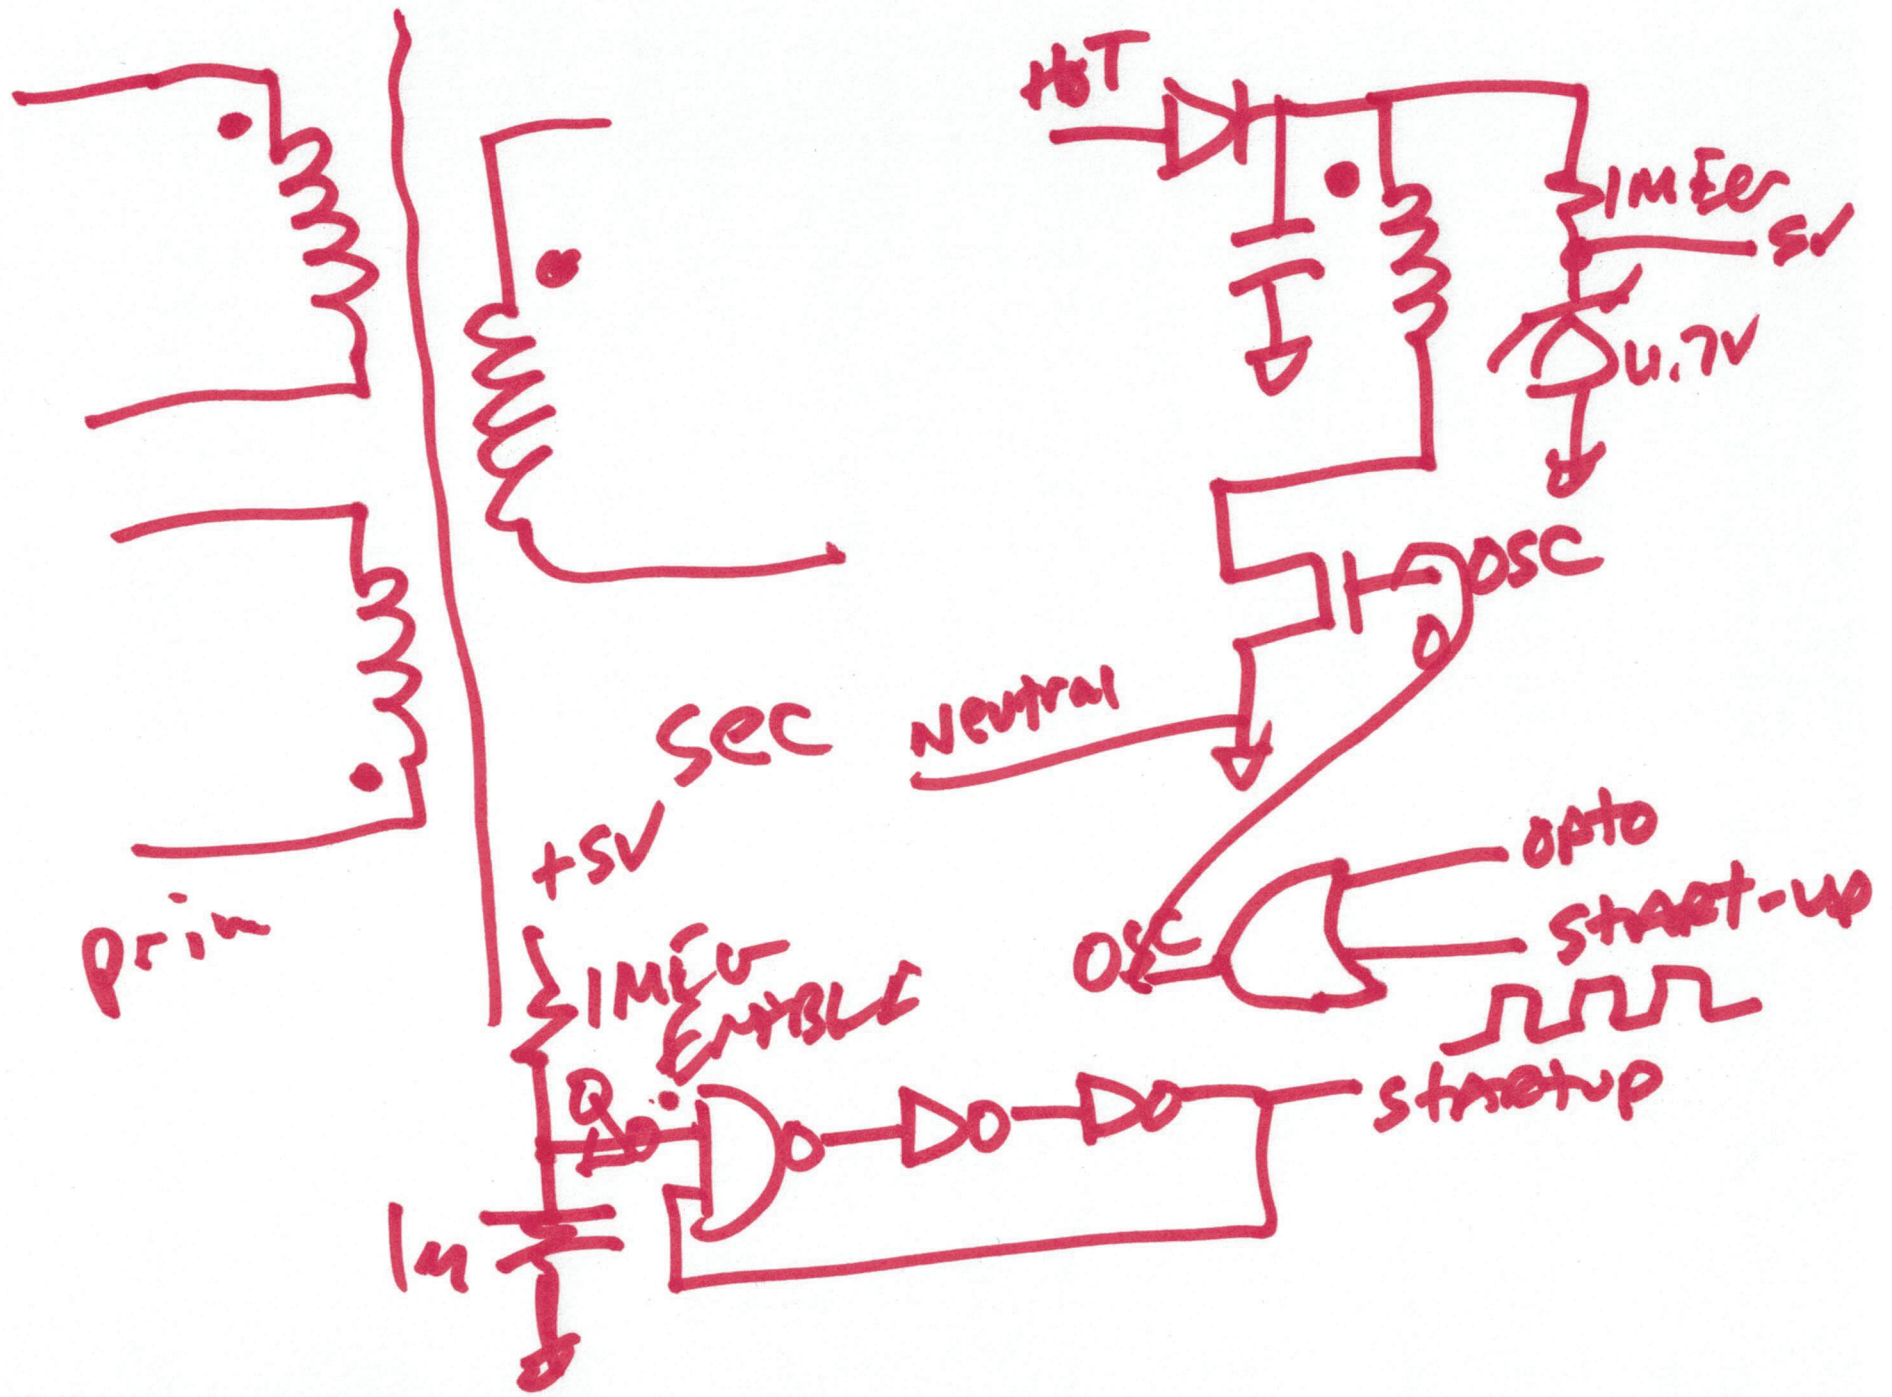 HOT
1MEG
5V
4.7V
OSC
Neutral
Sec
+5V
OPTO
START-UP
OSC
prim
1MEG
ENABLE
STARTUP